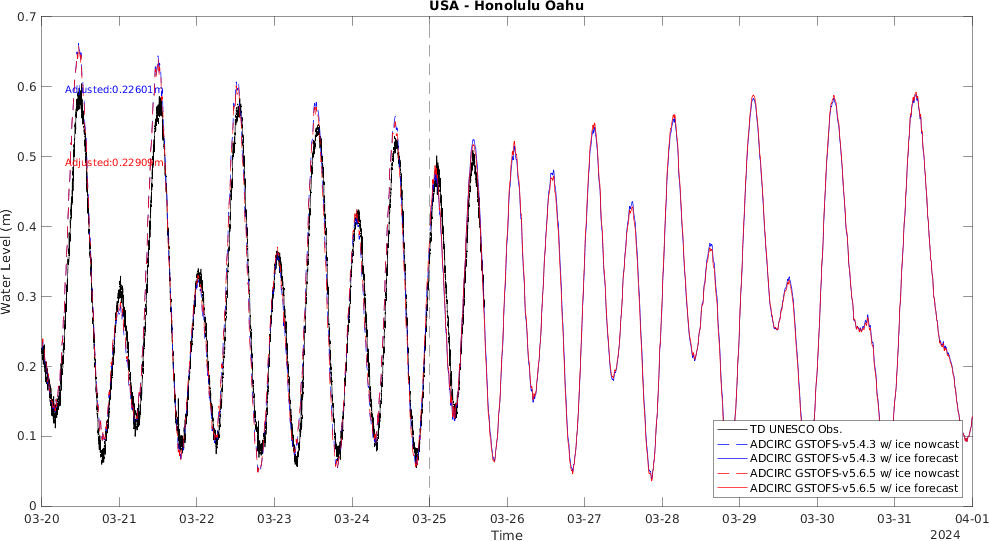 USA - Honolulu Oahu
0.7
0.6
0.5
0.4
0.3
0.2
0.1
0
Water Level (m)
Adjusted:0.22601m
Adjusted:0.22909m
TD UNESCO Obs.
ADCIRC GSTOFS-v5.4.3 w/ ice nowcast
ADCIRC GSTOFS-v5.4.3 w/ ice forecast
ADCIRC GSTOFS-v5.6.5 w/ ice nowcast
ADCIRC GSTOFS-v5.6.5 w/ ice forecast
03-20 03-21 03-22 03-23 03-24 03-25 03-26 03-27 03-28 03-29 03-30 03-31 04-01
Time
2024